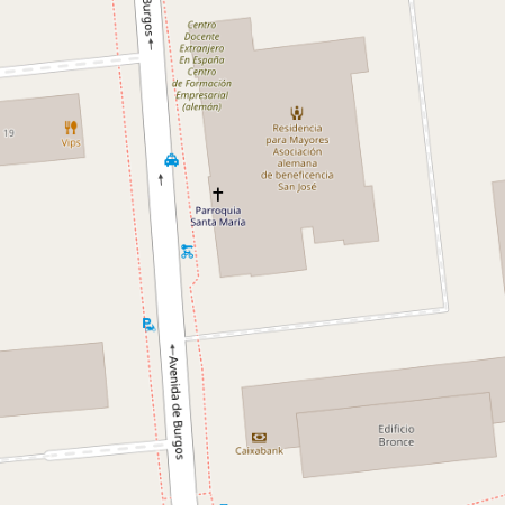 Burgos→
Centro
Docente
Extranjero
En España
Centro
de Formación
Empresarial
(alemán)
19
Vips
Residencia
para Mayores
Asociación
alemana
de beneficencia
San José
Parroquia
Santa María
←Avenida de Burgos
Edificio
Bronce
Caixabank